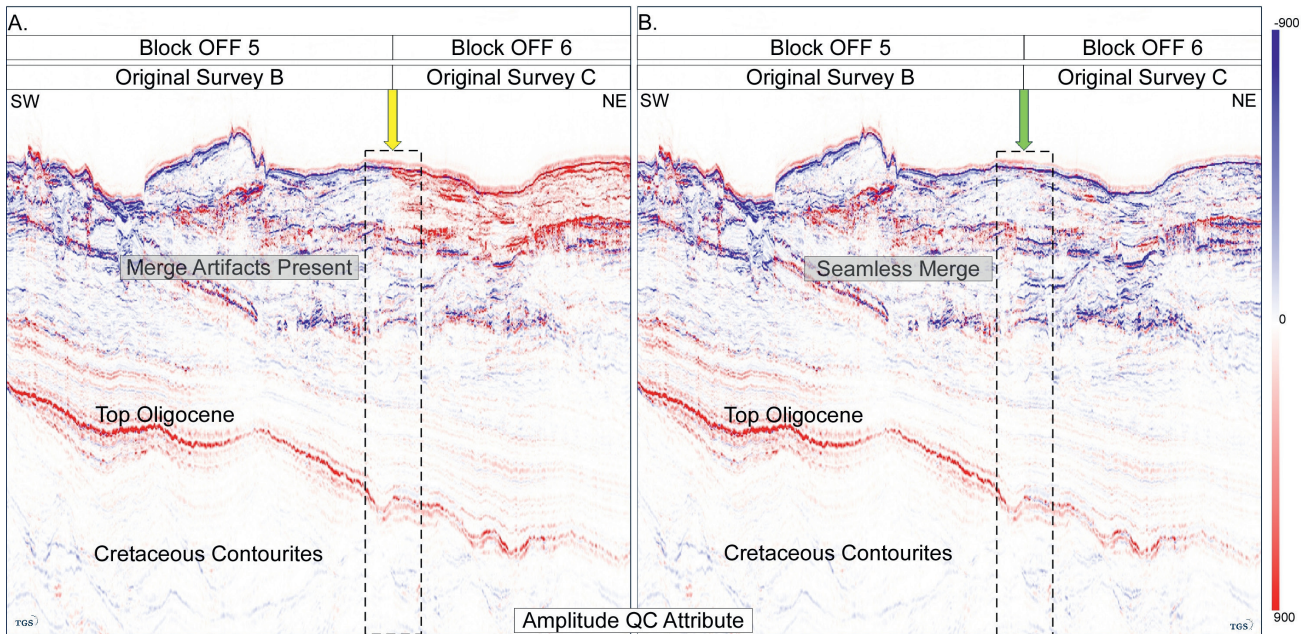 A.
Block OFF 5
Block OFF 6
Original Survey B
Original Survey C
SW
NE
Merge Artifacts Present
Top Oligocene
Cretaceous Contourites
TGS
B.
Block OFF 5
Block OFF 6
Original Survey B
Original Survey C
SW
NE
Seamless Merge
Top Oligocene
Cretaceous Contourites
TGS
Amplitude QC Attribute
-900
0
900